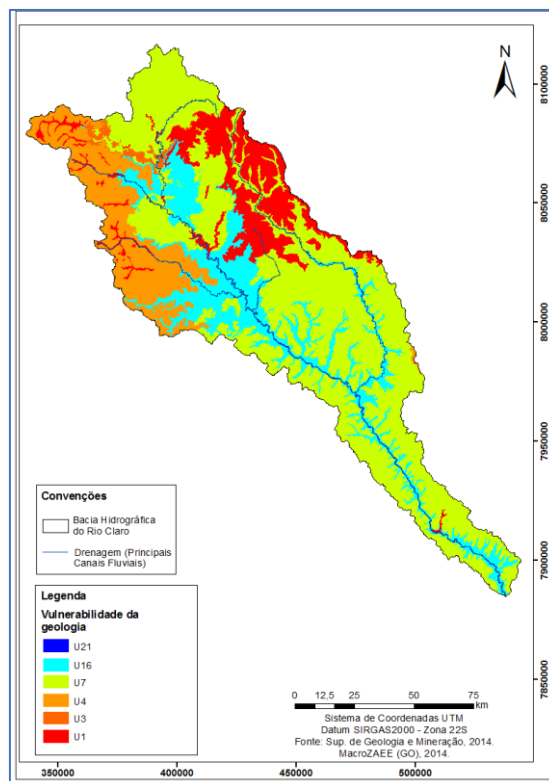 N
8100000
8050000
8000000
7950000
7900000
7850000
Convenções
Bacia Hidrográfica
do Rio Claro
Drenagem (Principais
Canais Fluviais)
Legenda
Vulnerabilidade da
geologia
U21
U16
U7
U4
U3
U1
0 12,5 25 50 75
km
Sistema de Coordenadas UTM
Datum SIRGAS2000 - Zona 22S
Fonte: Sup. de Geologia e Mineração, 2014.
MacroZAEE (GO), 2014.
350000 400000 450000 500000